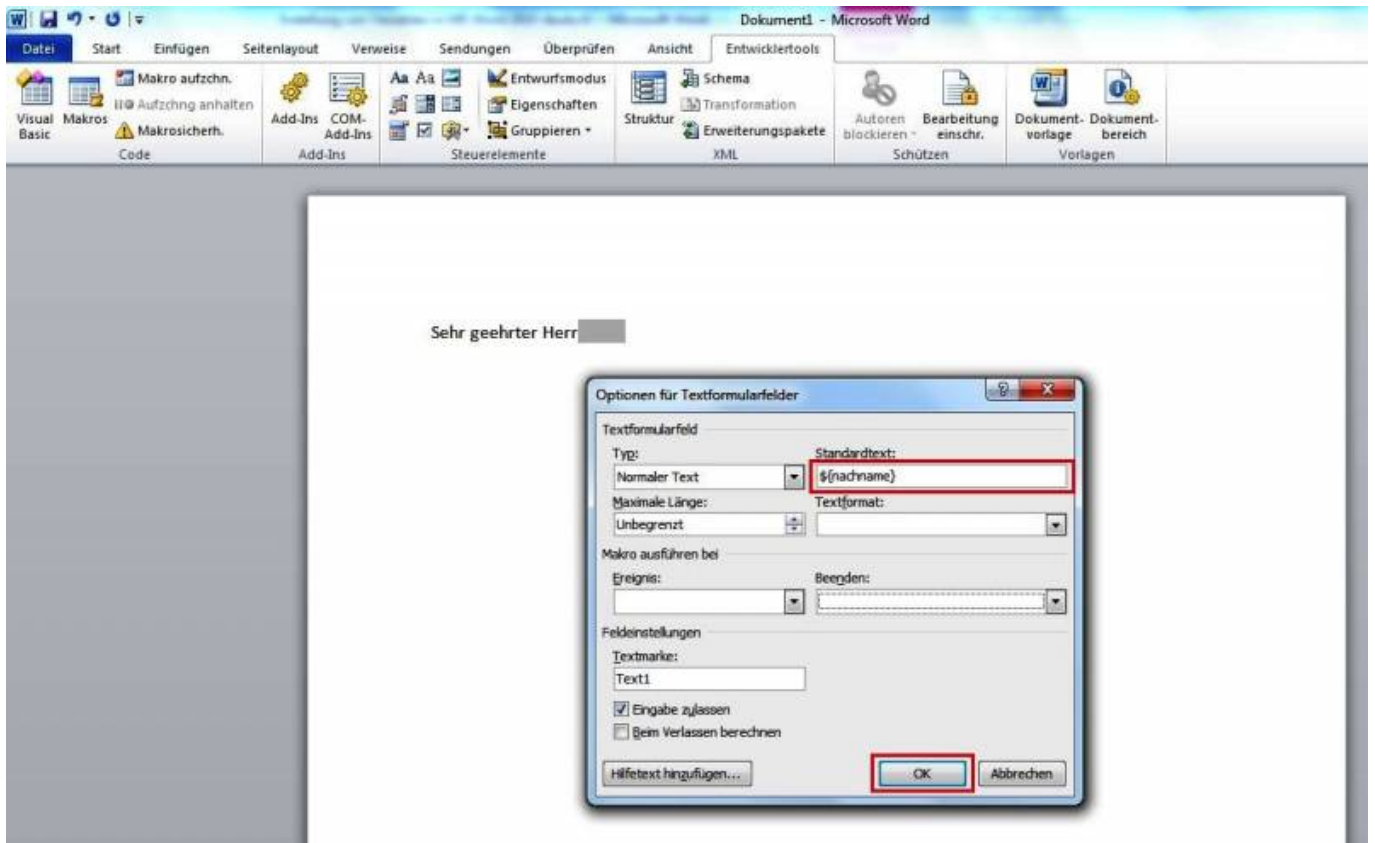 Dokument1 - Microsoft Word
Datei Start Einfügen Seitenlayout Verweise Sendungen Überprüfen Ansicht Entwicklertools
Visual Basic
Makros
Makro aufzchn.
Aufzchng anhalten
Makrosicherh.
Code
Add-Ins
COM-Add-Ins
Add-Ins
Aa Aa
Entwurfsmodus
Eigenschaften
Gruppieren
Steuerelemente
Struktur
Schema
Transformation
Erweiterungspakete
XML
Autoren blockieren
Bearbeitung einschr.
Schützen
Dokument-vorlage
Dokument-bereich
Vorlagen
Sehr geehrter Herr
Optionen für Textformularfelder
Textformularfeld
Typ: Standardtext:
Normaler Text ${nachname}
Maximale Länge: Textformat:
Unbegrenzt
Makro ausführen bei
Ereignis: Beenden:
Feldeinstellungen
Textmarke:
Text1
Eingabe zulassen
Beim Verlassen berechnen
Hilfetext hinzufügen... OK Abbrechen